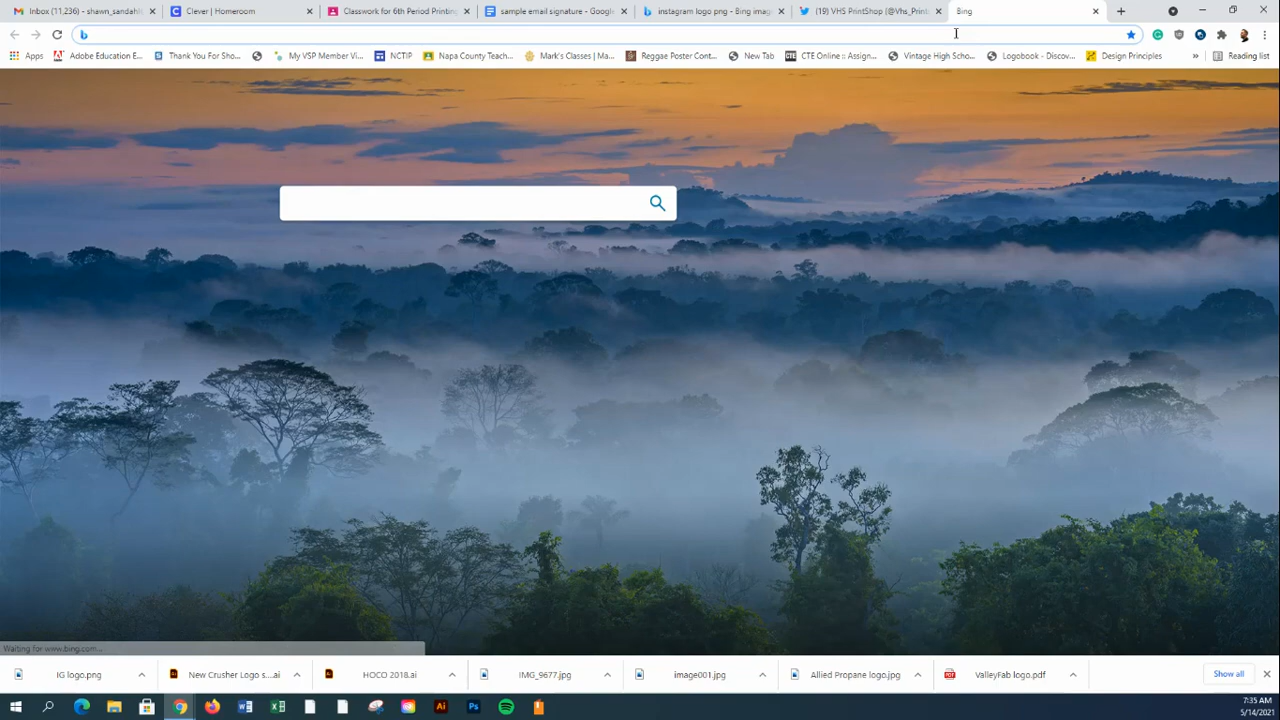 Inbox (11,236) - shawn_sandahl
Clever | Homeroom
Classwork for 6th Period Printing
sample email signature - Google
instagram logo png - Bing imag
(19) VHS PrintShop (@Vhs_Print
Bing
Apps
Adobe Education E...
Thank You For Sho...
My VSP Member Vi...
NCTIP
Napa County Teach...
Mark's Classes | Ma...
Reggae Poster Cont...
New Tab
CTE Online :: Assign...
Vintage High Scho...
Logobook - Discov...
Design Principles
»
Reading list
Waiting for www.bing.com...
IG logo.png
New Crusher Logo s....ai
HOCO 2018.ai
IMG_9677.jpg
image001.jpg
Allied Propane logo.jpg
ValleyFab logo.pdf
Show all
7:35 AM
5/14/2021